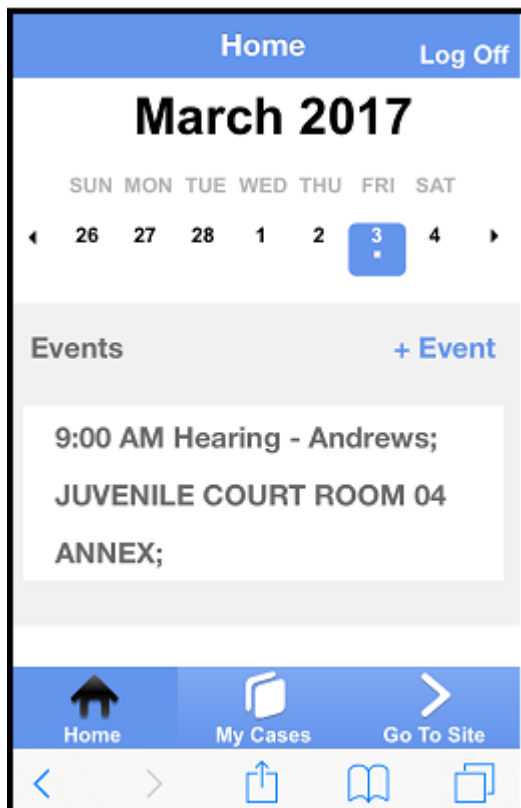 Home
Log Off
March 2017
SUN MON TUE WED THU FRI SAT
26 27 28 1 2 3 4
Events
+ Event
9:00 AM Hearing - Andrews;
JUVENILE COURT ROOM 04
ANNEX;
Home
My Cases
Go To Site